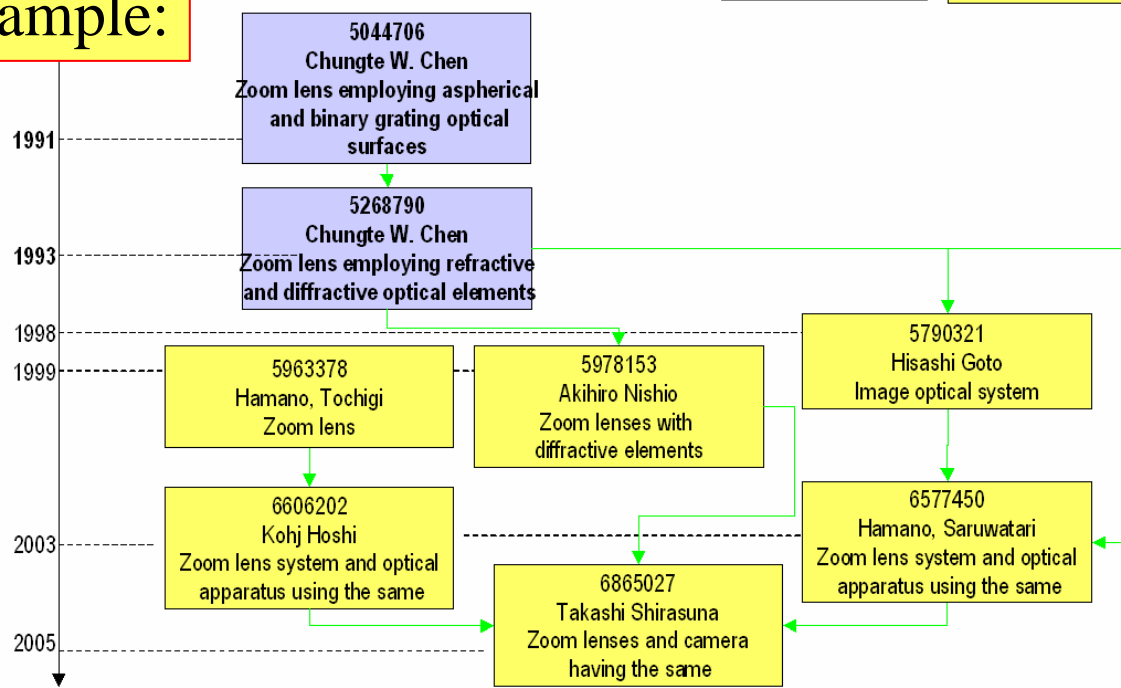 ample:
5044706
Chungte W. Chen
Zoom lens employing aspherical
and binary grating optical
surfaces
1991
5268790
Chungte W. Chen
Zoom lens employing refractive
and diffractive optical elements
1993
1998
5790321
Hisashi Goto
Image optical system
1999
5963378
Hamano, Tochigi
Zoom lens
5978153
Akihiro Nishio
Zoom lenses with
diffractive elements
6606202
Kohj Hoshi
Zoom lens system and optical
apparatus using the same
6577450
Hamano, Saruwatari
Zoom lens system and optical
apparatus using the same
2003
6865027
Takashi Shirasuna
Zoom lenses and camera
having the same
2005